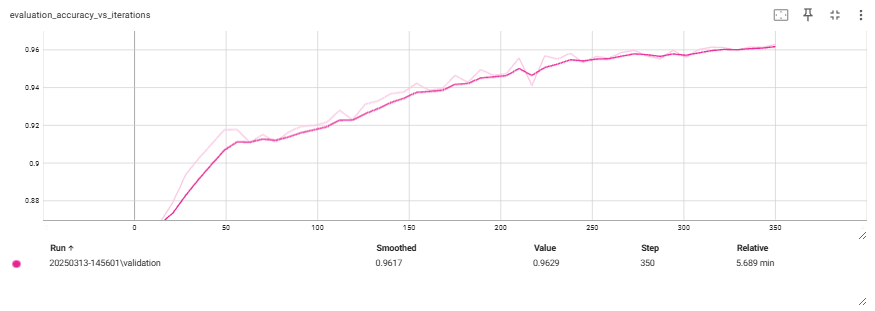 evaluation_accuracy_vs_iterations
0.96
0.94
0.92
0.9
0.88
0 50 100 150 200 250 300 350
Run ↑ Smoothed Value Step Relative
20250313-145601\validation 0.9617 0.9629 350 5.689 min